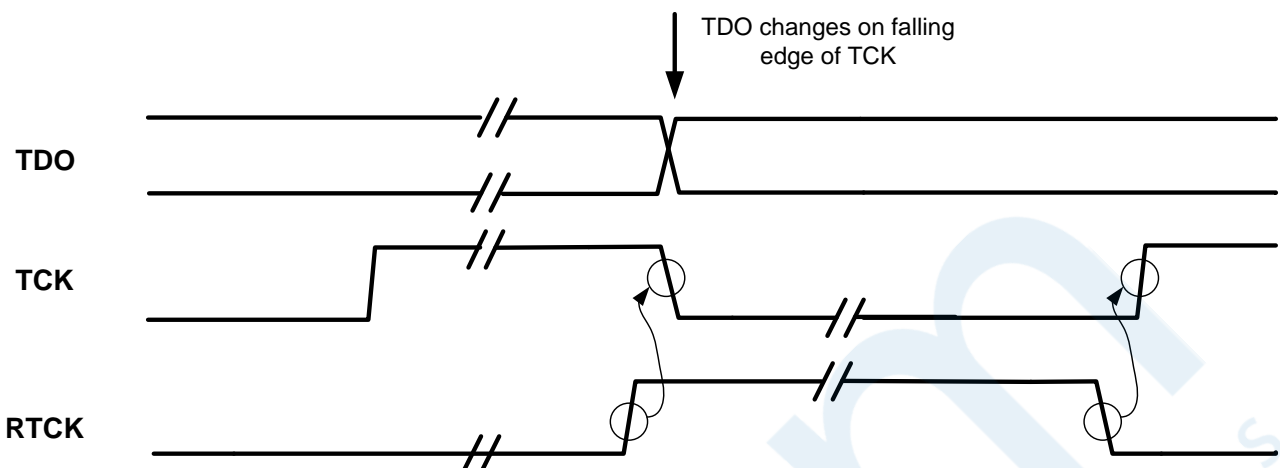 TDO changes on falling
edge of TCK
TDO
TCK
RTCK